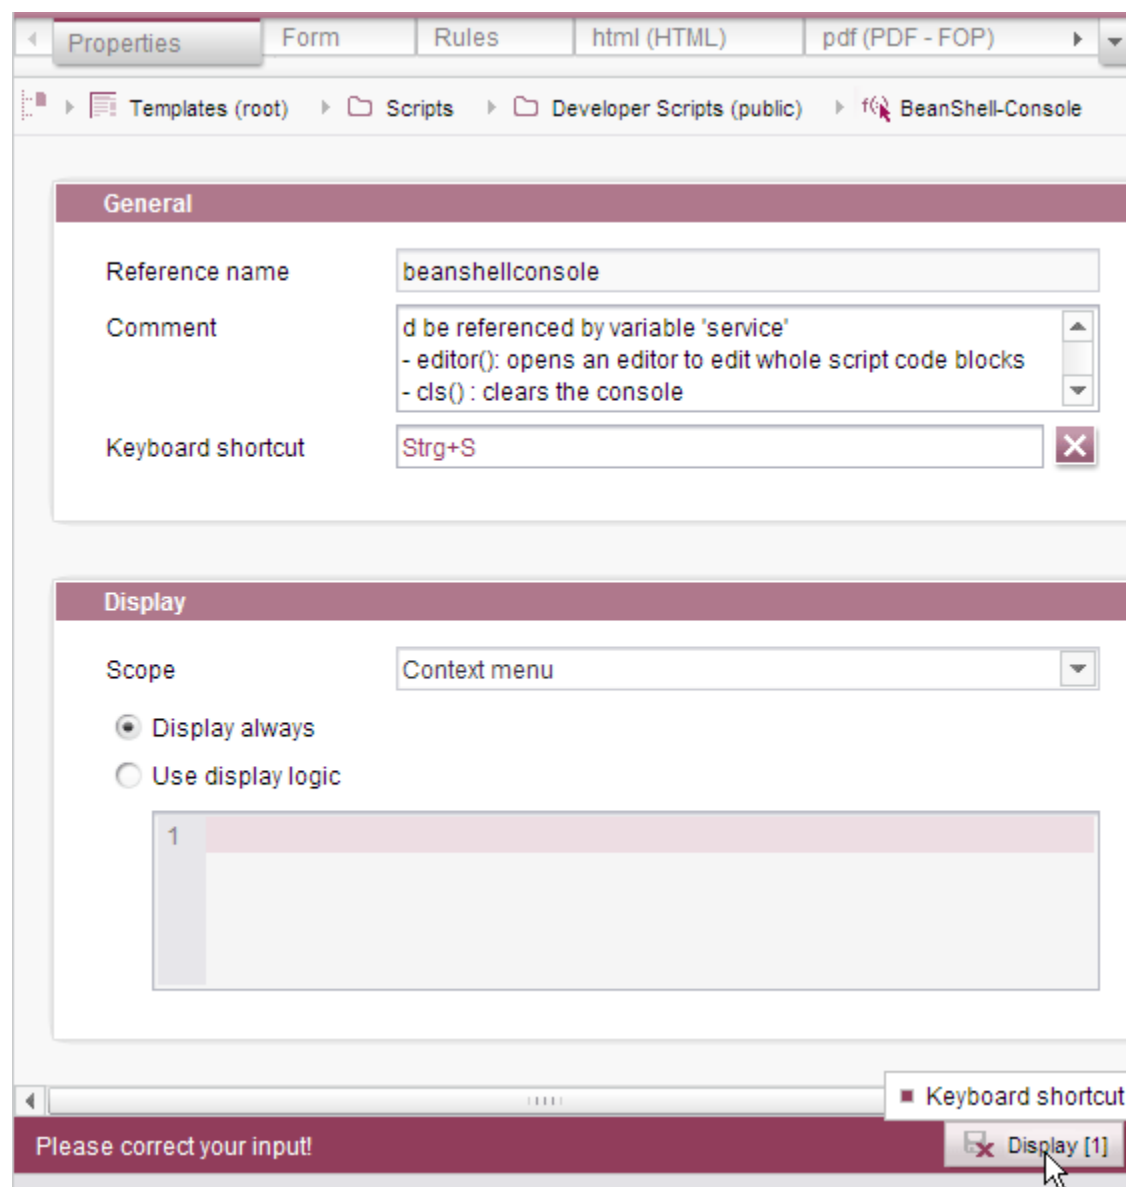 Properties Form Rules html (HTML) pdf (PDF - FOP)
Templates (root) Scripts Developer Scripts (public) f( BeanShell-Console
General
Reference name beanshellconsole
Comment d be referenced by variable 'service'
- editor(): opens an editor to edit whole script code blocks
- cls() : clears the console
Keyboard shortcut Strg+S
Display
Scope Context menu
Display always
Use display logic
1
Keyboard shortcut
Please correct your input! Display [1]